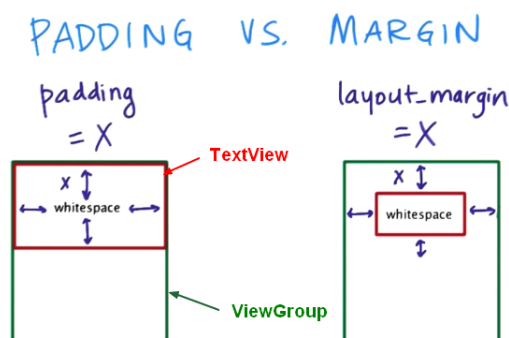 PADDING VS. MARGIN
padding
= X
layout_margin
= X
TextView
x
whitespace
x
whitespace
ViewGroup